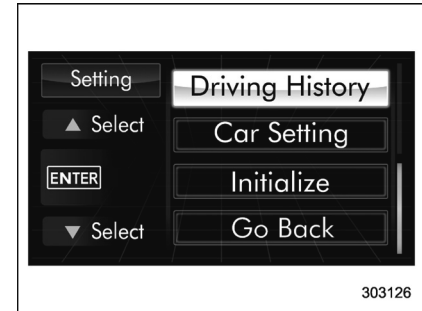 Setting
▲ Select
ENTER
▼ Select
Driving History
Car Setting
Initialize
Go Back
303126